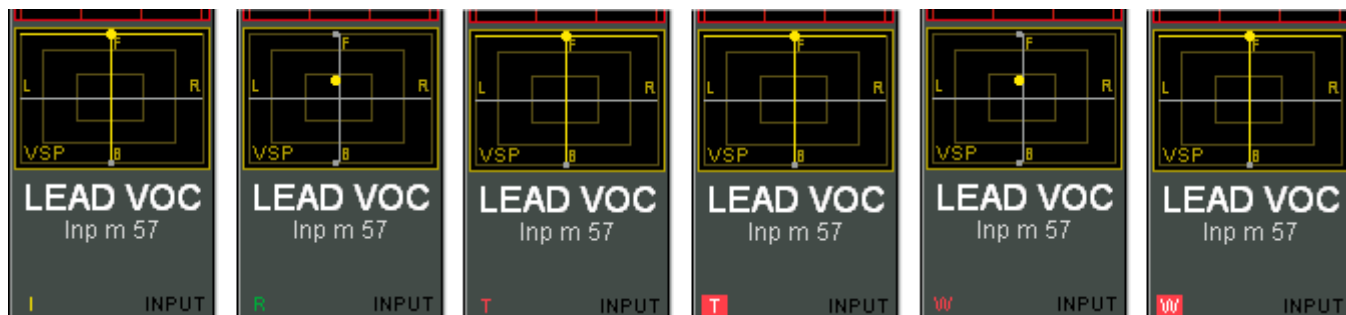 F
L R
VSP B
LEAD VOC
Inp m 57
I INPUT
F
L R
VSP B
LEAD VOC
Inp m 57
R INPUT
F
L R
VSP B
LEAD VOC
Inp m 57
T INPUT
F
L R
VSP B
LEAD VOC
Inp m 57
T INPUT
F
L R
VSP B
LEAD VOC
Inp m 57
W INPUT
F
L R
VSP B
LEAD VOC
Inp m 57
W INPUT